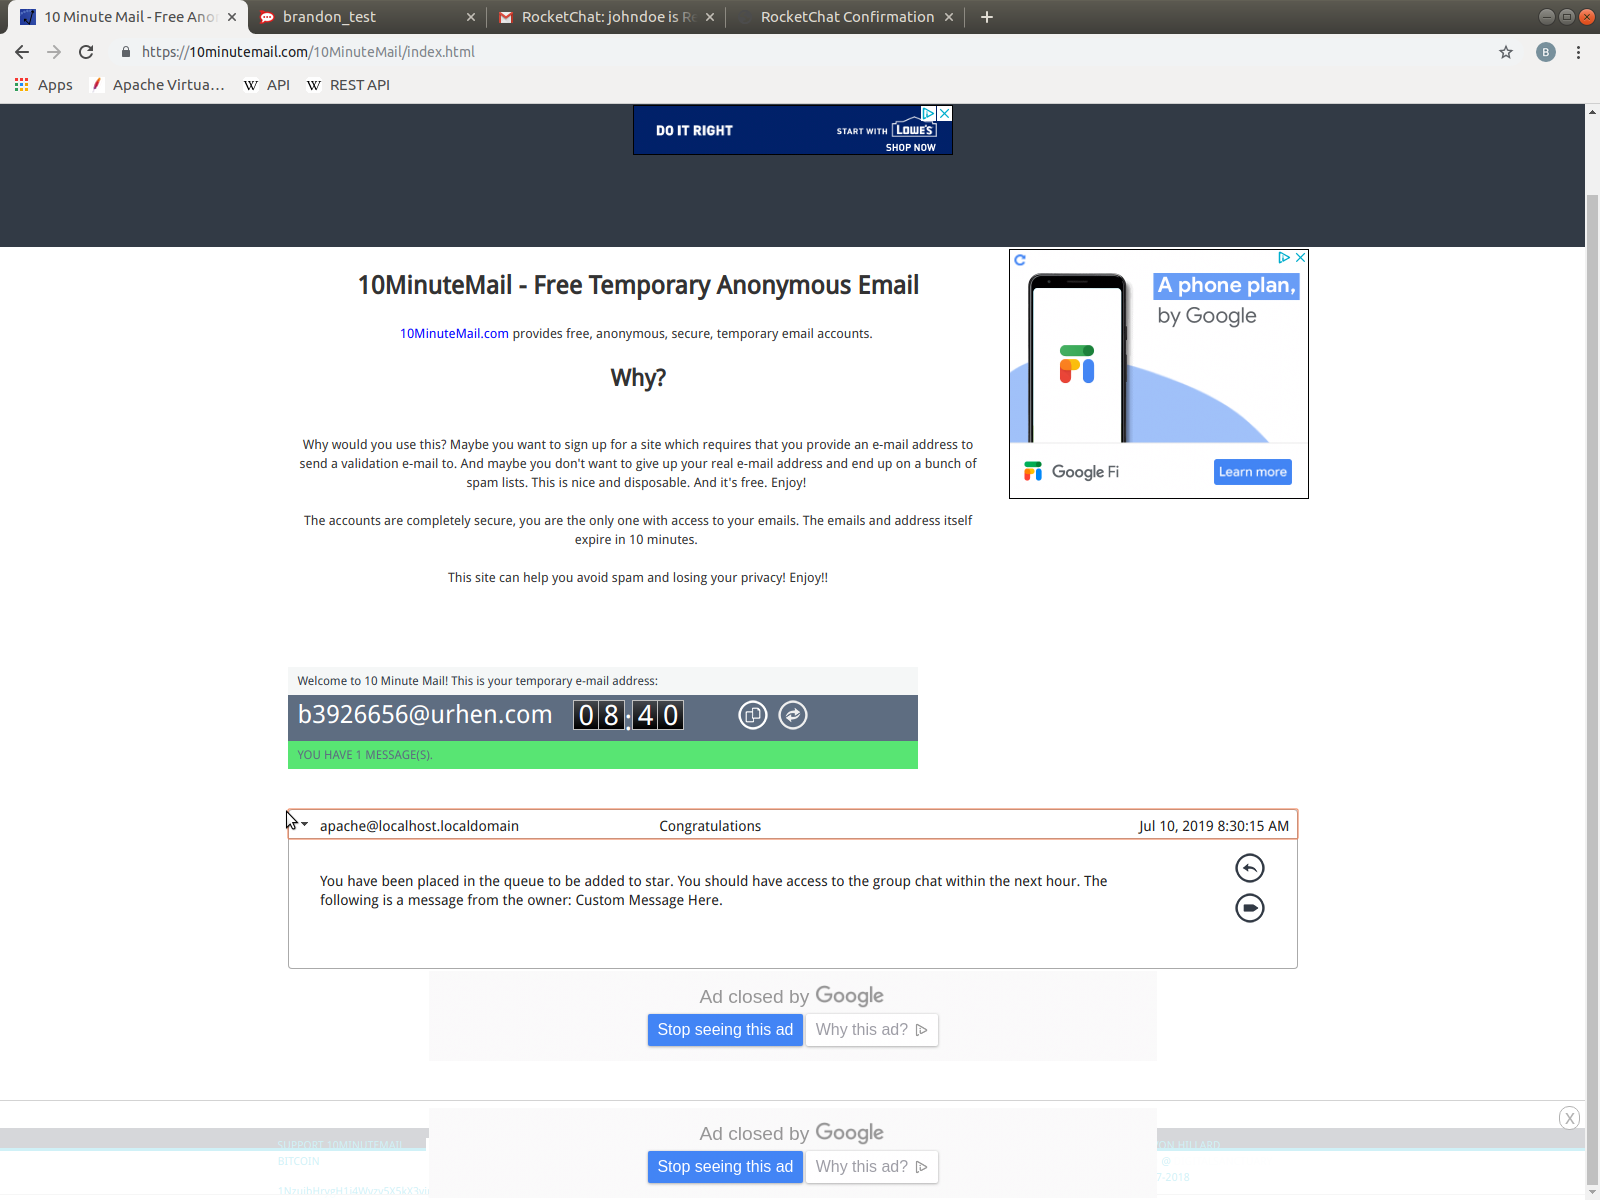 10 Minute Mail - Free Anon
brandon_test
RocketChat: johndoe is Re
RocketChat Confirmation
https://10minutemail.com/10MinuteMail/index.html
B
Apps
Apache Virtua...
W API
W REST API
DO IT RIGHT
START WITH LOWE'S
SHOP NOW
10MinuteMail - Free Temporary Anonymous Email
10MinuteMail.com provides free, anonymous, secure, temporary email accounts.
Why?
Why would you use this? Maybe you want to sign up for a site which requires that you provide an e-mail address to
send a validation e-mail to. And maybe you don't want to give up your real e-mail address and end up on a bunch of
spam lists. This is nice and disposable. And it's free. Enjoy!
The accounts are completely secure, you are the only one with access to your emails. The emails and address itself
expire in 10 minutes.
This site can help you avoid spam and losing your privacy! Enjoy!!
A phone plan,
by Google
Google Fi
Learn more
Welcome to 10 Minute Mail! This is your temporary e-mail address:
b3926656@urhen.com 08:40
YOU HAVE 1 MESSAGE(S).
apache@localhost.localdomain Congratulations Jul 10, 2019 8:30:15 AM
You have been placed in the queue to be added to star. You should have access to the group chat within the next hour. The
following is a message from the owner: Custom Message Here.
Ad closed by Google
Stop seeing this ad
Why this ad?
X
Ad closed by Google
Stop seeing this ad
Why this ad?
SUPPORT 10MINUTEMAIL
BITCOIN
ON HILLARD
@
7-2018